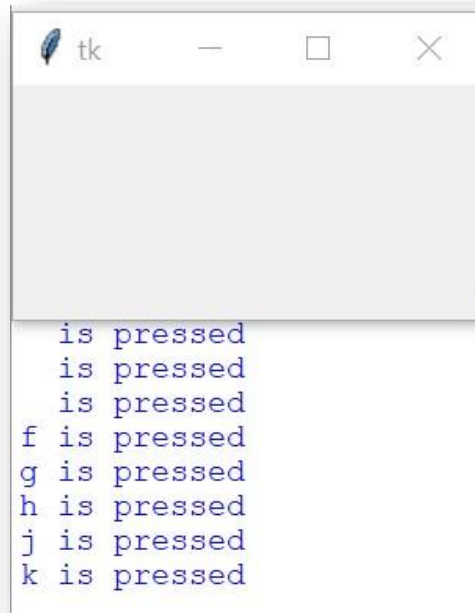 tk
is pressed
is pressed
is pressed
f is pressed
g is pressed
h is pressed
j is pressed
k is pressed